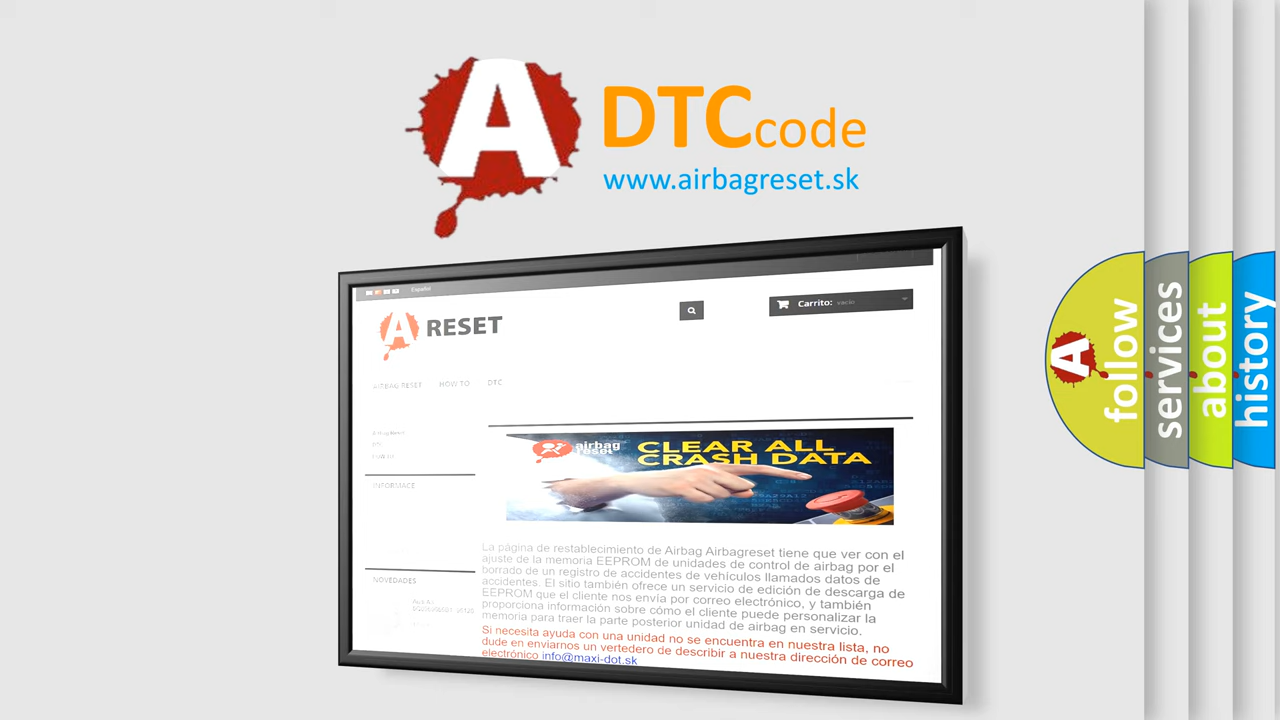 A
DTCcode
www.airbagreset.sk
Español
A RESET
Carrito: vacío
AIRBAG RESET HOW TO DTC
Airbag Reset
DTC
INFORMACE
airbag
reset
CLEAR ALL
CRASH DATA
NOVEDADES
La página de restablecimiento de Airbag Airbagreset tiene que ver con el
ajuste de la memoria EEPROM de unidades de control de airbag por el
borrado de un registro de accidentes de vehículos llamados datos de
accidentes. El sitio también ofrece un servicio de edición de descarga de
EEPROM que el cliente nos envía por correo electrónico, y también
proporciona información sobre cómo el cliente puede personalizar la
memoria para traer la parte posterior unidad de airbag en servicio.
Si necesita ayuda con una unidad no se encuentra en nuestra lista, no
dude en enviarnos un vertedero de describir a nuestra dirección de correo
electrónico info@maxi-dot.sk
A
follow
services
about
history